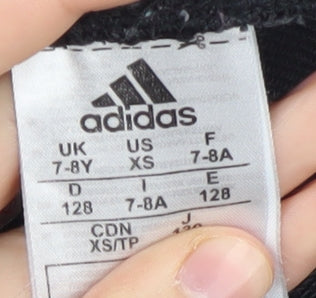 adidas
UK US F
7-8Y XS 7-8A
D I E
128 7-8A 128
CDN J
XS/TP